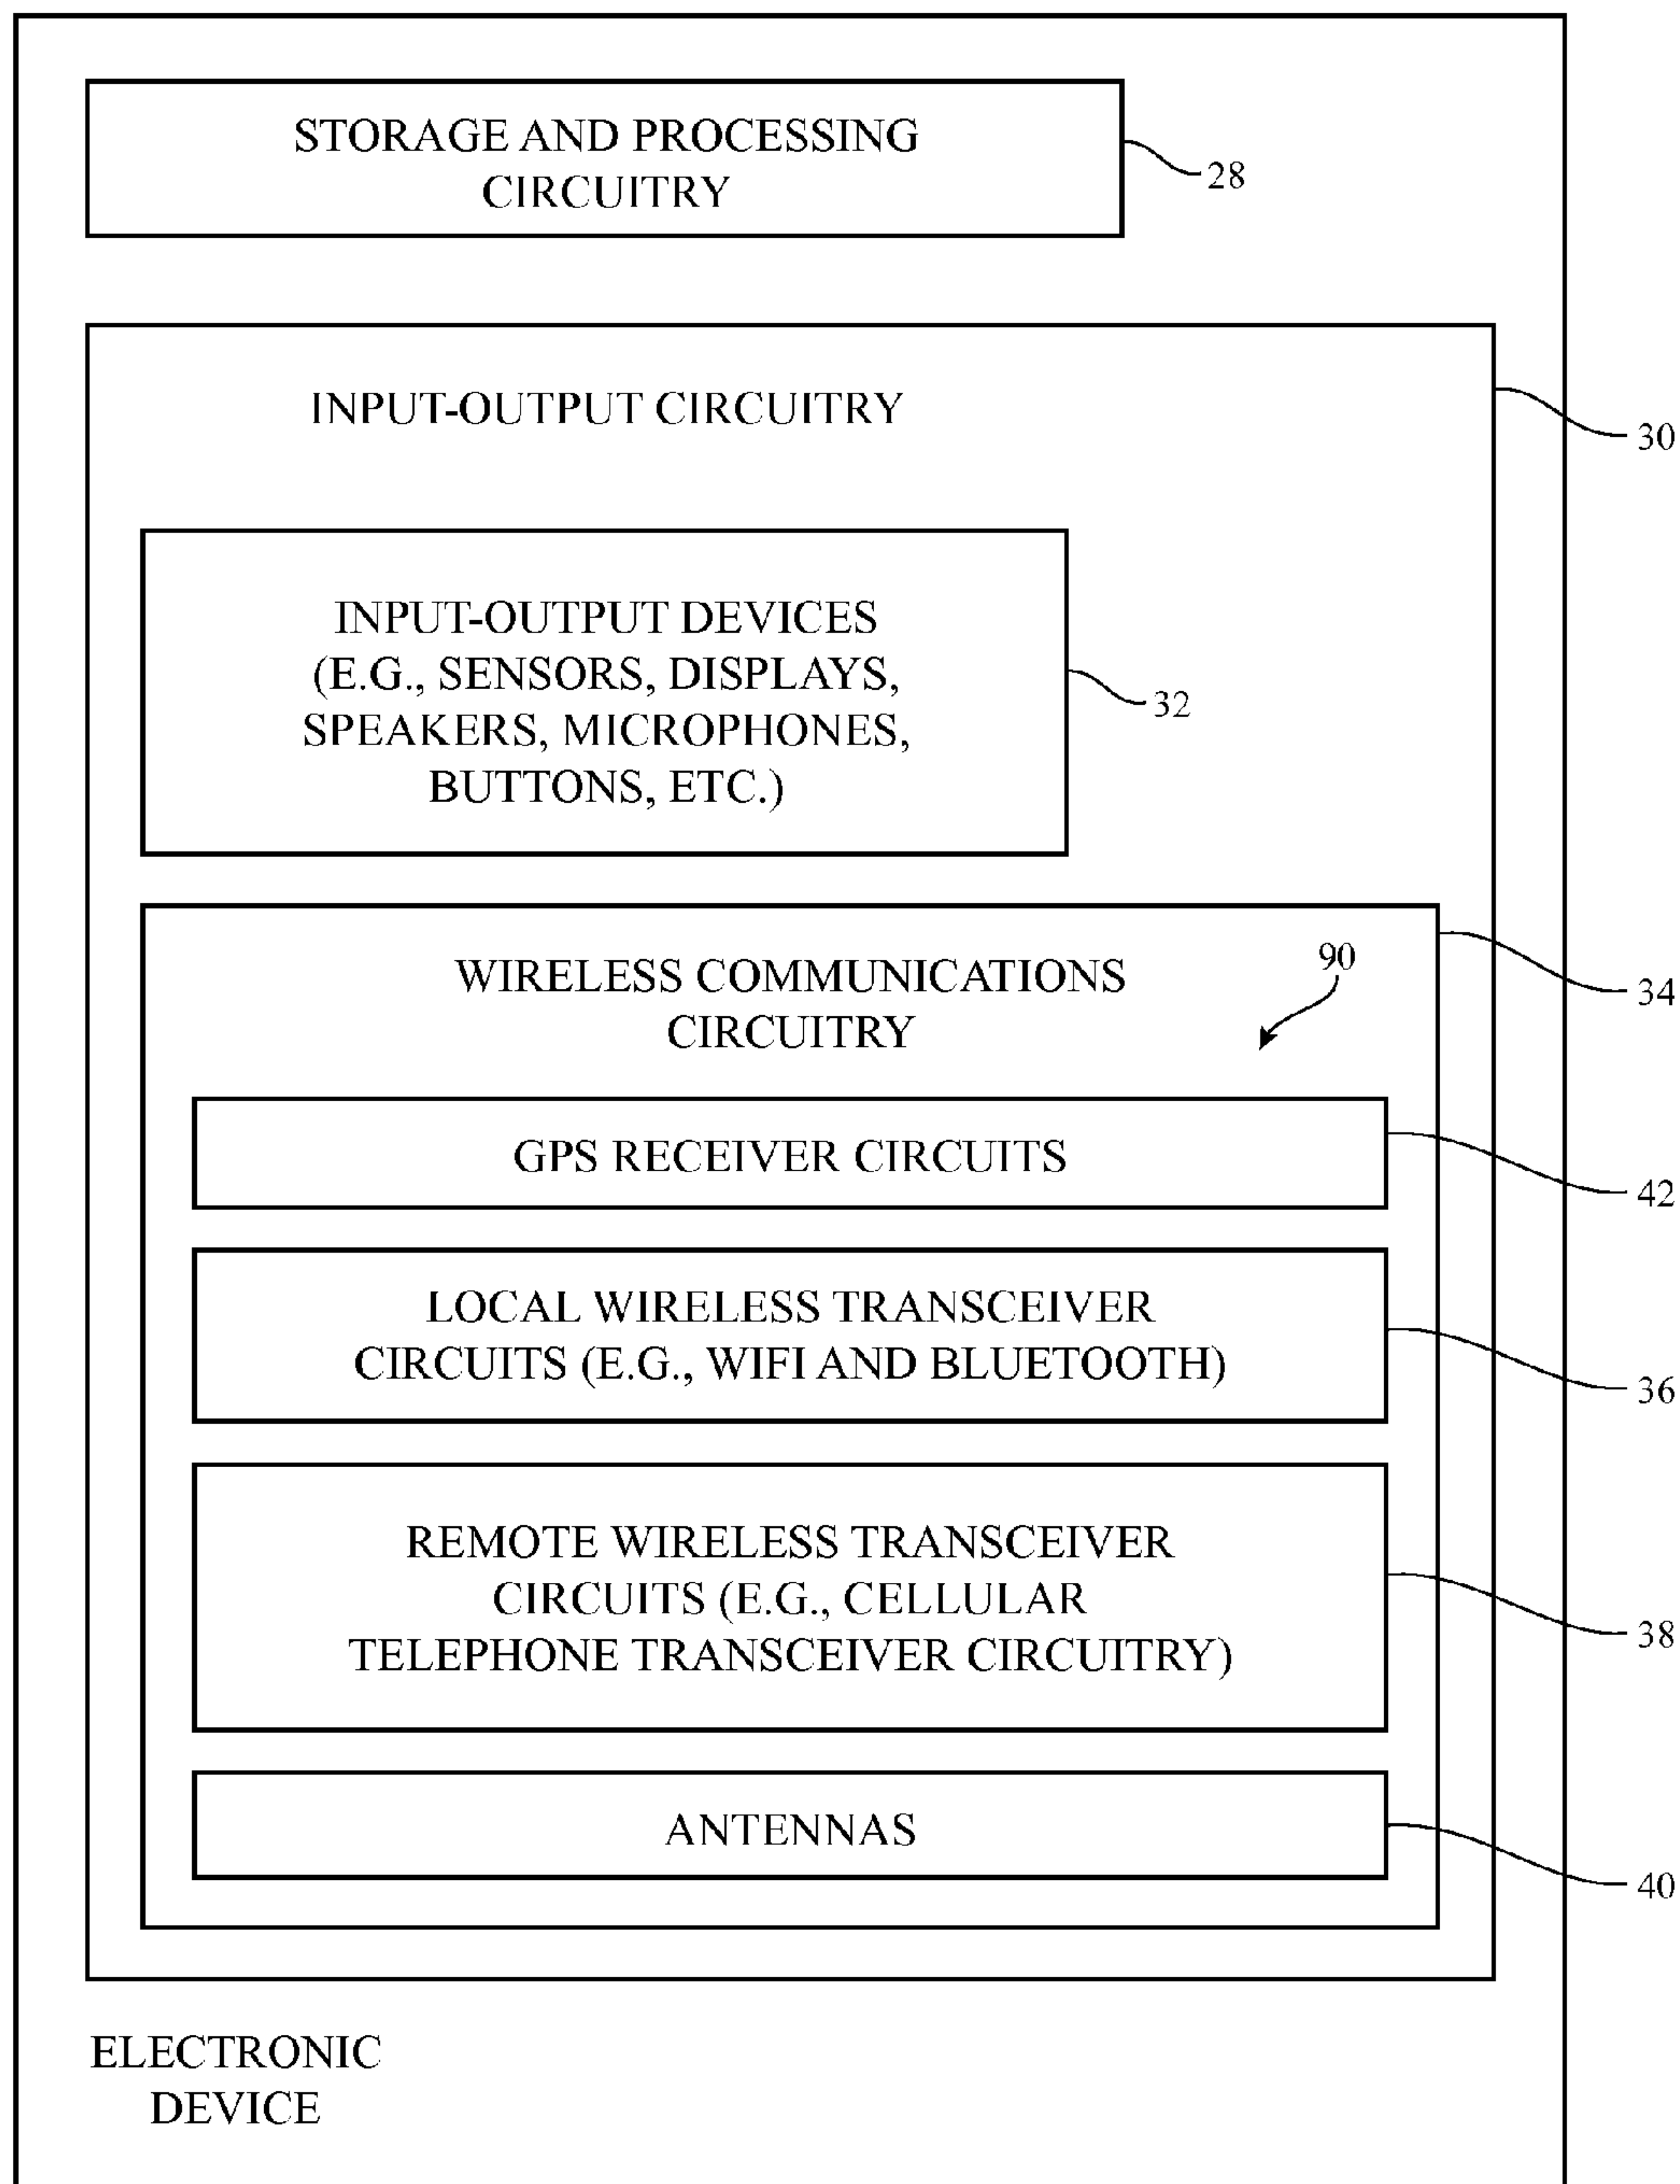 STORAGE AND PROCESSING
CIRCUITRY
28
INPUT-OUTPUT CIRCUITRY
30
INPUT-OUTPUT DEVICES
(E.G., SENSORS, DISPLAYS,
SPEAKERS, MICROPHONES,
BUTTONS, ETC.)
32
WIRELESS COMMUNICATIONS
CIRCUITRY
90
34
GPS RECEIVER CIRCUITS
42
LOCAL WIRELESS TRANSCEIVER
CIRCUITS (E.G., WIFI AND BLUETOOTH)
36
REMOTE WIRELESS TRANSCEIVER
CIRCUITS (E.G., CELLULAR
TELEPHONE TRANSCEIVER CIRCUITRY)
38
ANTENNAS
40
ELECTRONIC
DEVICE